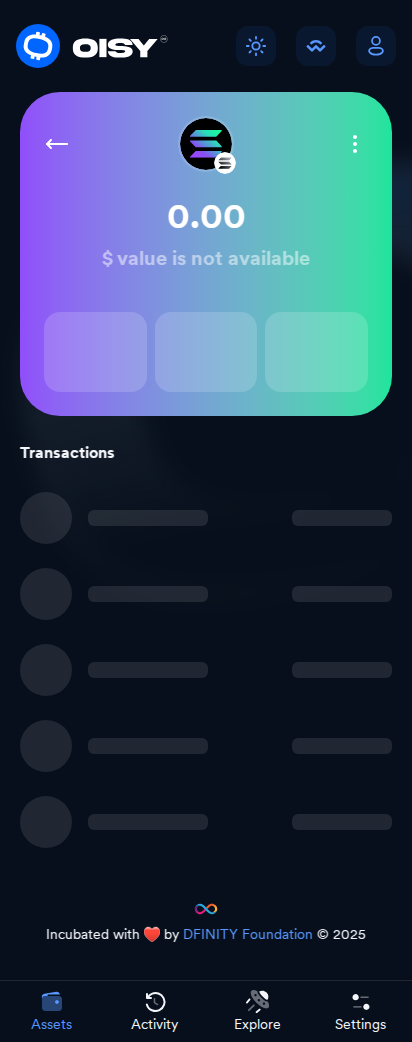 OISY
0.00
$ value is not available
Transactions
Incubated with ❤️ by DFINITY Foundation © 2025
Assets
Activity
Explore
Settings